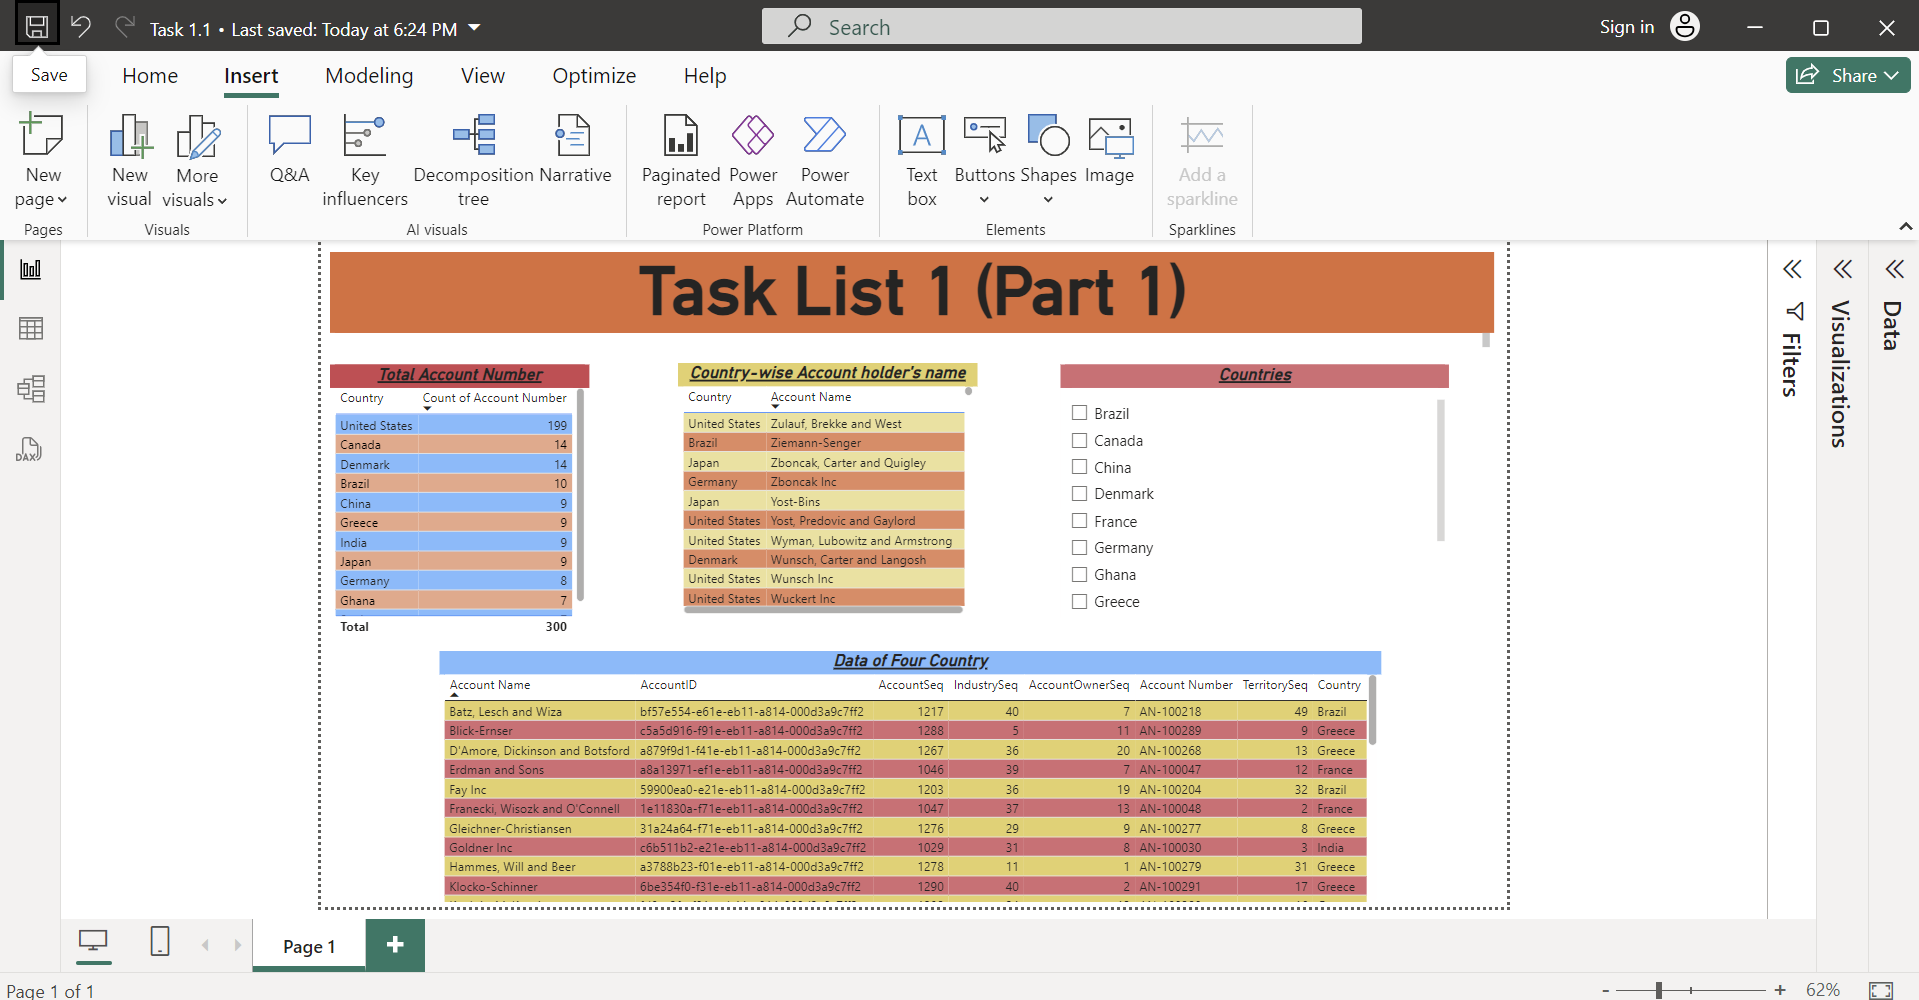 Task 1.1 • Last saved: Today at 6:24 PM
Search
Sign in
Save
Home Insert Modeling View Optimize Help
Share
New page
Pages
New visual
More visuals
Visuals
Q&A
Key influencers
Decomposition tree
Narrative
AI visuals
Paginated report
Power Apps
Power Automate
Power Platform
Text box
Buttons
Shapes
Image
Elements
Add a sparkline
Sparklines
DAX
Task List 1 (Part 1)
Total Account Number
Country Count of Account Number
United States 199
Canada 14
Denmark 14
Brazil 10
China 9
Greece 9
India 9
Japan 9
Germany 8
Ghana 7
Total 300
Country-wise Account holder's name
Country Account Name
United States Zulauf, Brekke and West
Brazil Ziemann-Senger
Japan Zboncak, Carter and Quigley
Germany Zboncak Inc
Japan Yost-Bins
United States Yost, Predovic and Gaylord
United States Wyman, Lubowitz and Armstrong
Denmark Wunsch, Carter and Langosh
United States Wunsch Inc
United States Wuckert Inc
Countries
Brazil
Canada
China
Denmark
France
Germany
Ghana
Greece
Data of Four Country
Account Name AccountID AccountSeq IndustrySeq AccountOwnerSeq Account Number TerritorySeq Country
Batz, Lesch and Wiza bf57e554-e61e-eb11-a814-000d3a9c7ff2 1217 40 7 AN-100218 49 Brazil
Blick-Ernser c5a5d916-f91e-eb11-a814-000d3a9c7ff2 1288 5 11 AN-100289 9 Greece
D'Amore, Dickinson and Botsford a879f9d1-f41e-eb11-a814-000d3a9c7ff2 1267 36 20 AN-100268 13 Greece
Erdman and Sons a8a13971-ef1e-eb11-a814-000d3a9c7ff2 1046 39 7 AN-100047 12 France
Fay Inc 59900ea0-e21e-eb11-a814-000d3a9c7ff2 1203 36 19 AN-100204 32 Brazil
Franecki, Wisozk and O'Connell 1e11830a-f71e-eb11-a814-000d3a9c7ff2 1047 37 13 AN-100048 2 France
Gleichner-Christiansen 31a24a64-f71e-eb11-a814-000d3a9c7ff2 1276 29 9 AN-100277 8 Greece
Goldner Inc c6b511b2-e21e-eb11-a814-000d3a9c7ff2 1029 31 8 AN-100030 3 India
Hammes, Will and Beer a3788b23-f01e-eb11-a814-000d3a9c7ff2 1278 11 1 AN-100279 31 Greece
Klocko-Schinner 6be354f0-f31e-eb11-a814-000d3a9c7ff2 1290 40 2 AN-100291 17 Greece
Filters
Visualizations
Data
Page 1
+
Page 1 of 1
- + 62%